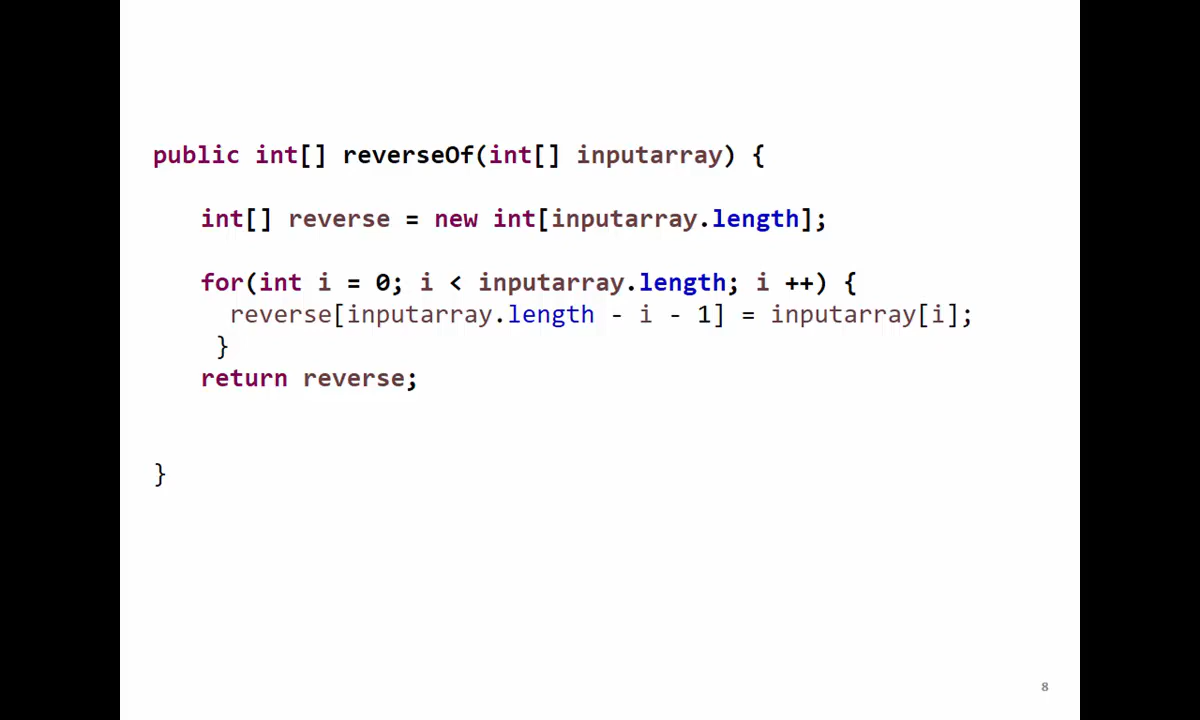 public int[] reverseOf(int[] inputarray) {
int[] reverse = new int[inputarray.length];
for(int i = 0; i < inputarray.length; i ++) {
reverse[inputarray.length - i - 1] = inputarray[i];
}
return reverse;
}
8